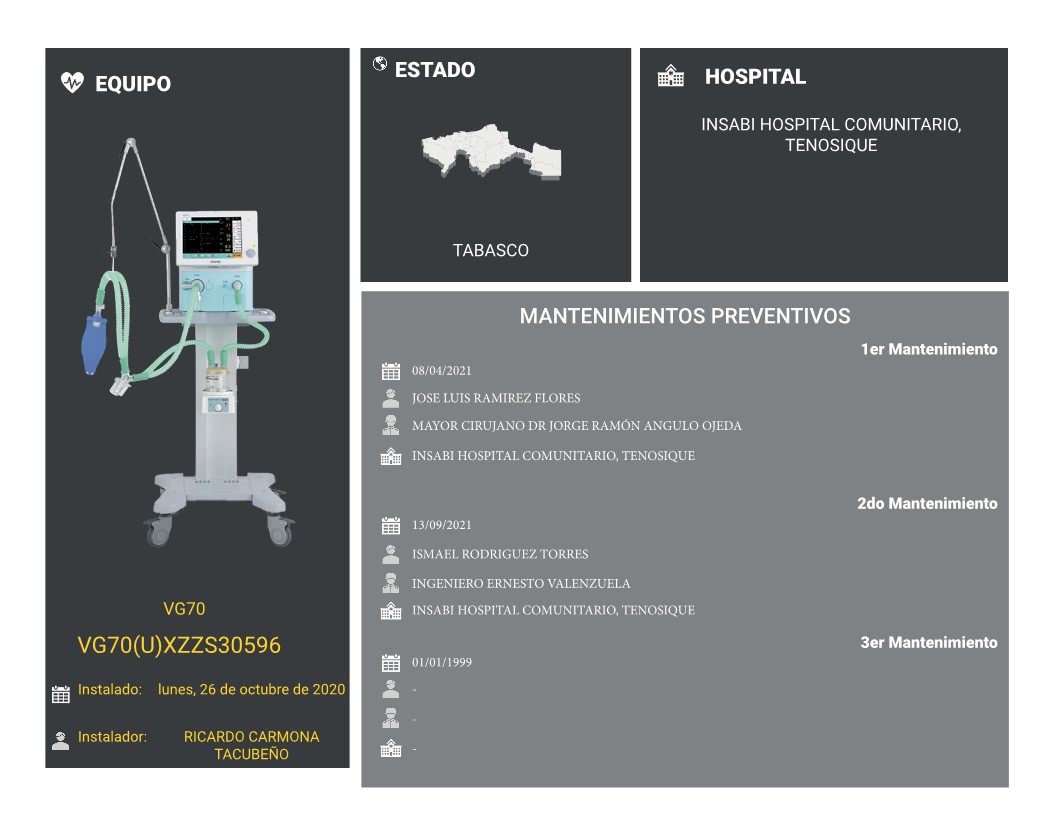 EQUIPO
VG70
VG70(U)XZZS30596
Instalado: lunes, 26 de octubre de 2020
Instalador: RICARDO CARMONA
TACUBEÑO
ESTADO
TABASCO
HOSPITAL
INSABI HOSPITAL COMUNITARIO,
TENOSIQUE
MANTENIMIENTOS PREVENTIVOS
1er Mantenimiento
08/04/2021
JOSE LUIS RAMIREZ FLORES
MAYOR CIRUJANO DR JORGE RAMÓN ANGULO OJEDA
INSABI HOSPITAL COMUNITARIO, TENOSIQUE
2do Mantenimiento
13/09/2021
ISMAEL RODRIGUEZ TORRES
INGENIERO ERNESTO VALENZUELA
INSABI HOSPITAL COMUNITARIO, TENOSIQUE
3er Mantenimiento
01/01/1999
-
-
-